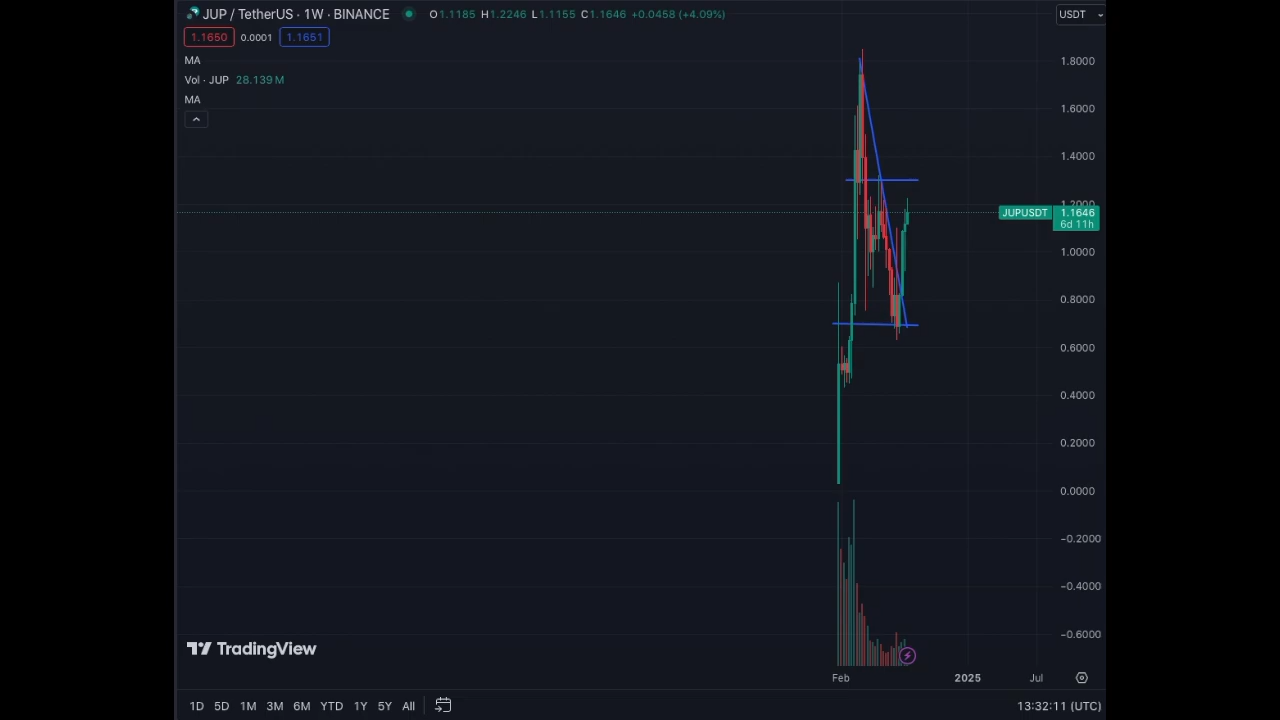 JUP / TetherUS · 1W · BINANCE O1.1185 H1.2246 L1.1155 C1.1646 +0.0458 (+4.09%) USDT
1.1650 0.0001 1.1651
MA
Vol · JUP 28.139 M
MA
1.8000
1.6000
1.4000
1.2000
JUPUSDT 1.1646
6d 11h
1.0000
0.8000
0.6000
0.4000
0.2000
0.0000
−0.2000
−0.4000
−0.6000
TradingView
Feb 2025 Jul
1D 5D 1M 3M 6M YTD 1Y 5Y All 13:32:11 (UTC)